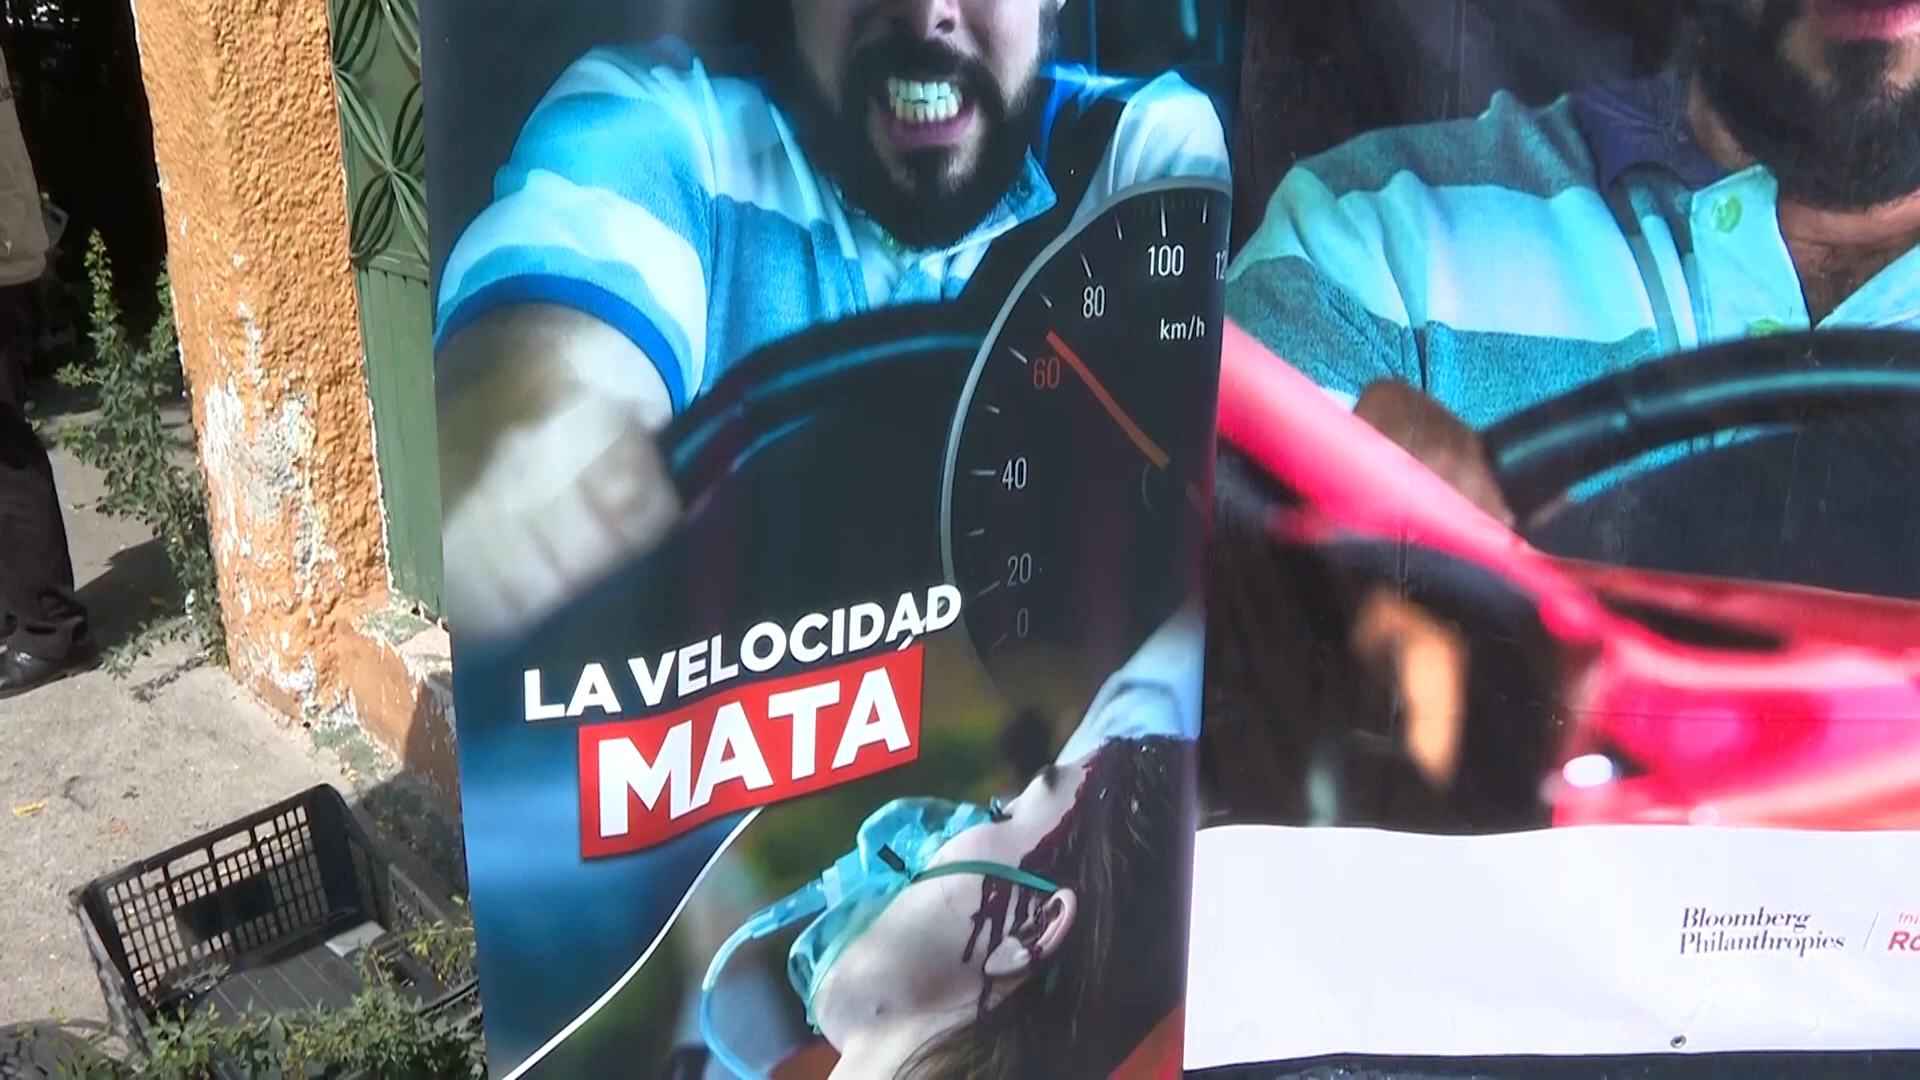 100
80
km/h
60
40
20
0
LA VELOCIDAD
MATA
Bloomberg
Philanthropies